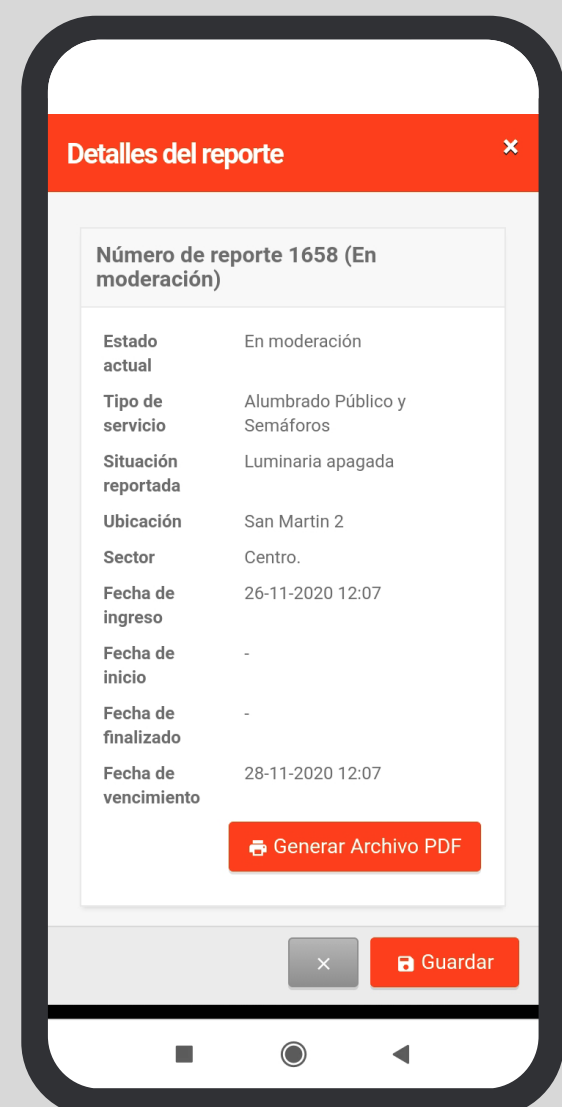 Detalles del reporte ×
Número de reporte 1658 (En
moderación)
Estado
actual
En moderación
Tipo de
servicio
Alumbrado Público y
Semáforos
Situación
reportada
Luminaria apagada
Ubicación
San Martin 2
Sector
Centro.
Fecha de
ingreso
26-11-2020 12:07
Fecha de
inicio
-
Fecha de
finalizado
-
Fecha de
vencimiento
28-11-2020 12:07
Generar Archivo PDF
× Guardar